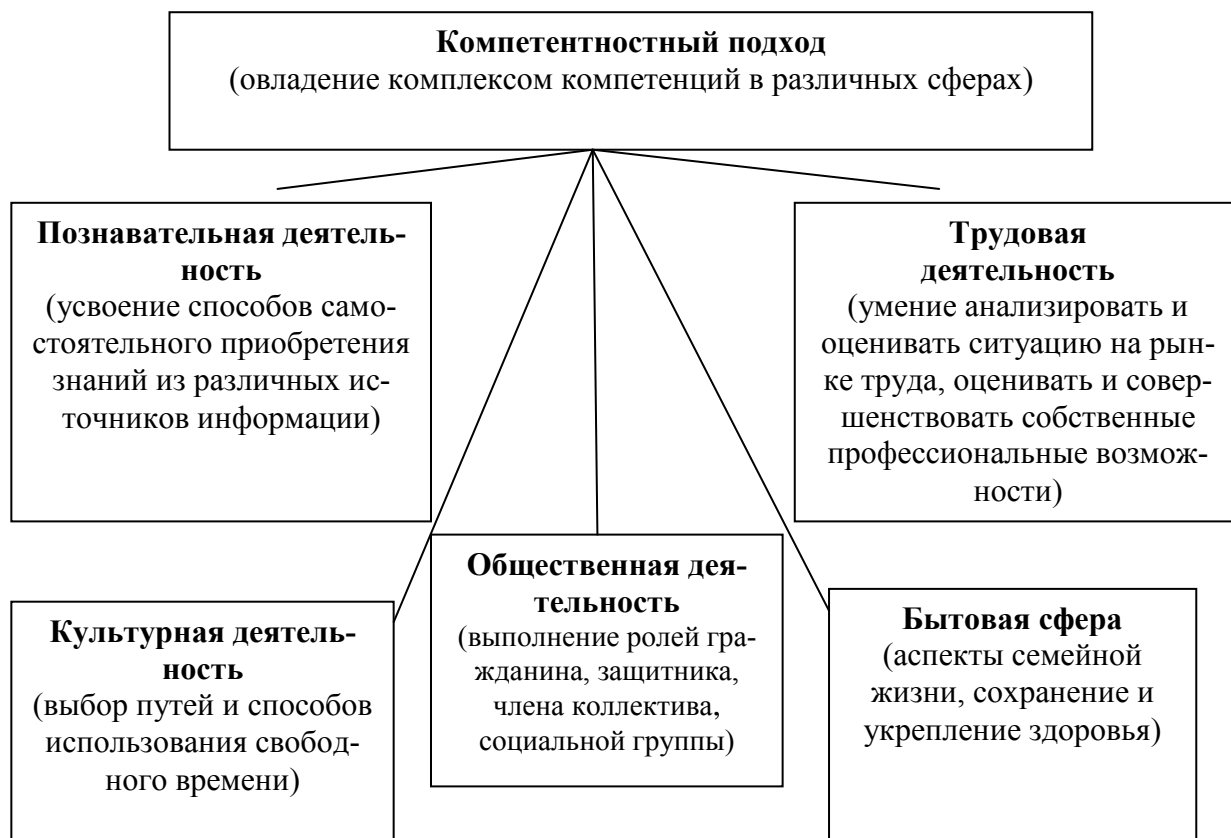 Компетентностный подход
(овладение комплексом компетенций в различных сферах)
Познавательная деятель-
ность
(усвоение способов само-
стоятельного приобретения
знаний из различных ис-
точников информации)
Трудовая
деятельность
(умение анализировать и
оценивать ситуацию на рын-
ке труда, оценивать и совер-
шенствовать собственные
профессиональные возмож-
ности)
Культурная деятель-
ность
(выбор путей и способов
использования свобод-
ного времени)
Общественная дея-
тельность
(выполнение ролей гра-
жданина, защитника,
члена коллектива,
социальной группы)
Бытовая сфера
(аспекты семейной
жизни, сохранение и
укрепление здоровья)